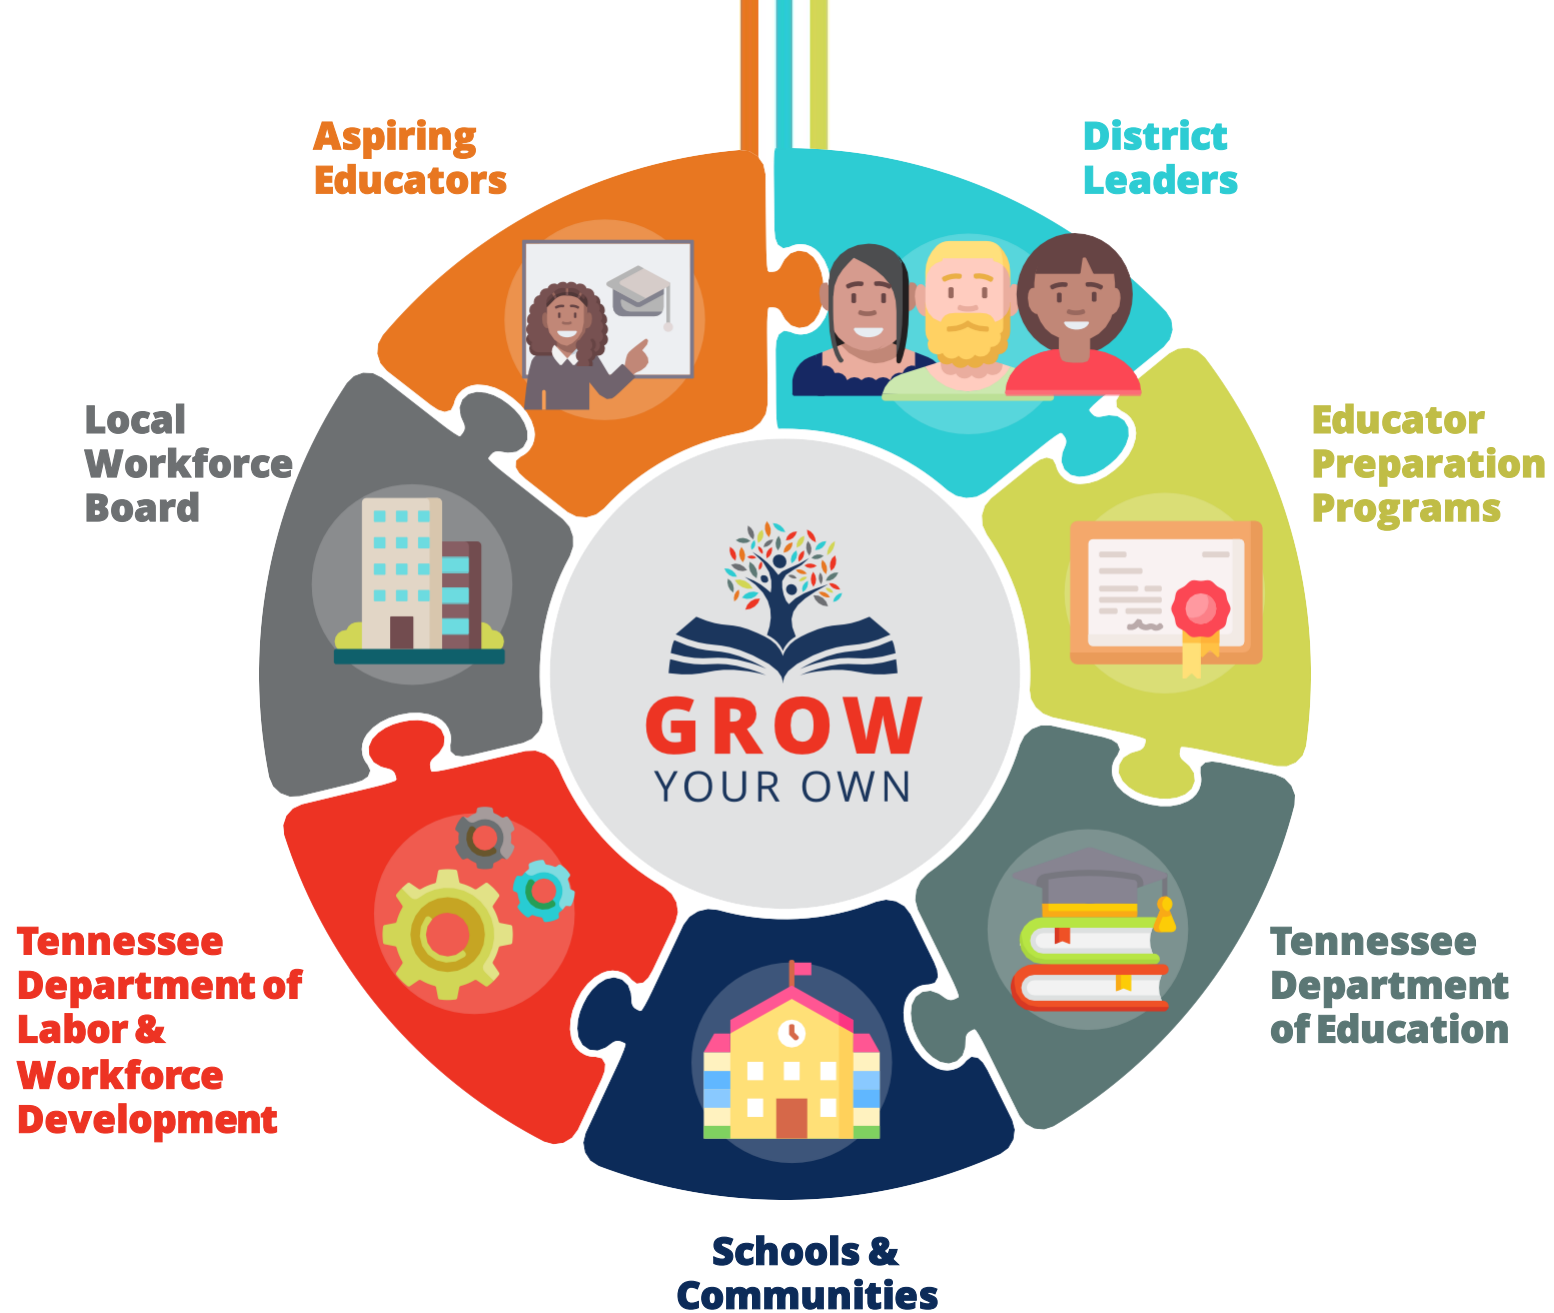 Aspiring
Educators
District
Leaders
Local
Workforce
Board
Educator
Preparation
Programs
GROW
YOUR OWN
Tennessee
Department of
Labor &
Workforce
Development
Tennessee
Department
of Education
Schools &
Communities